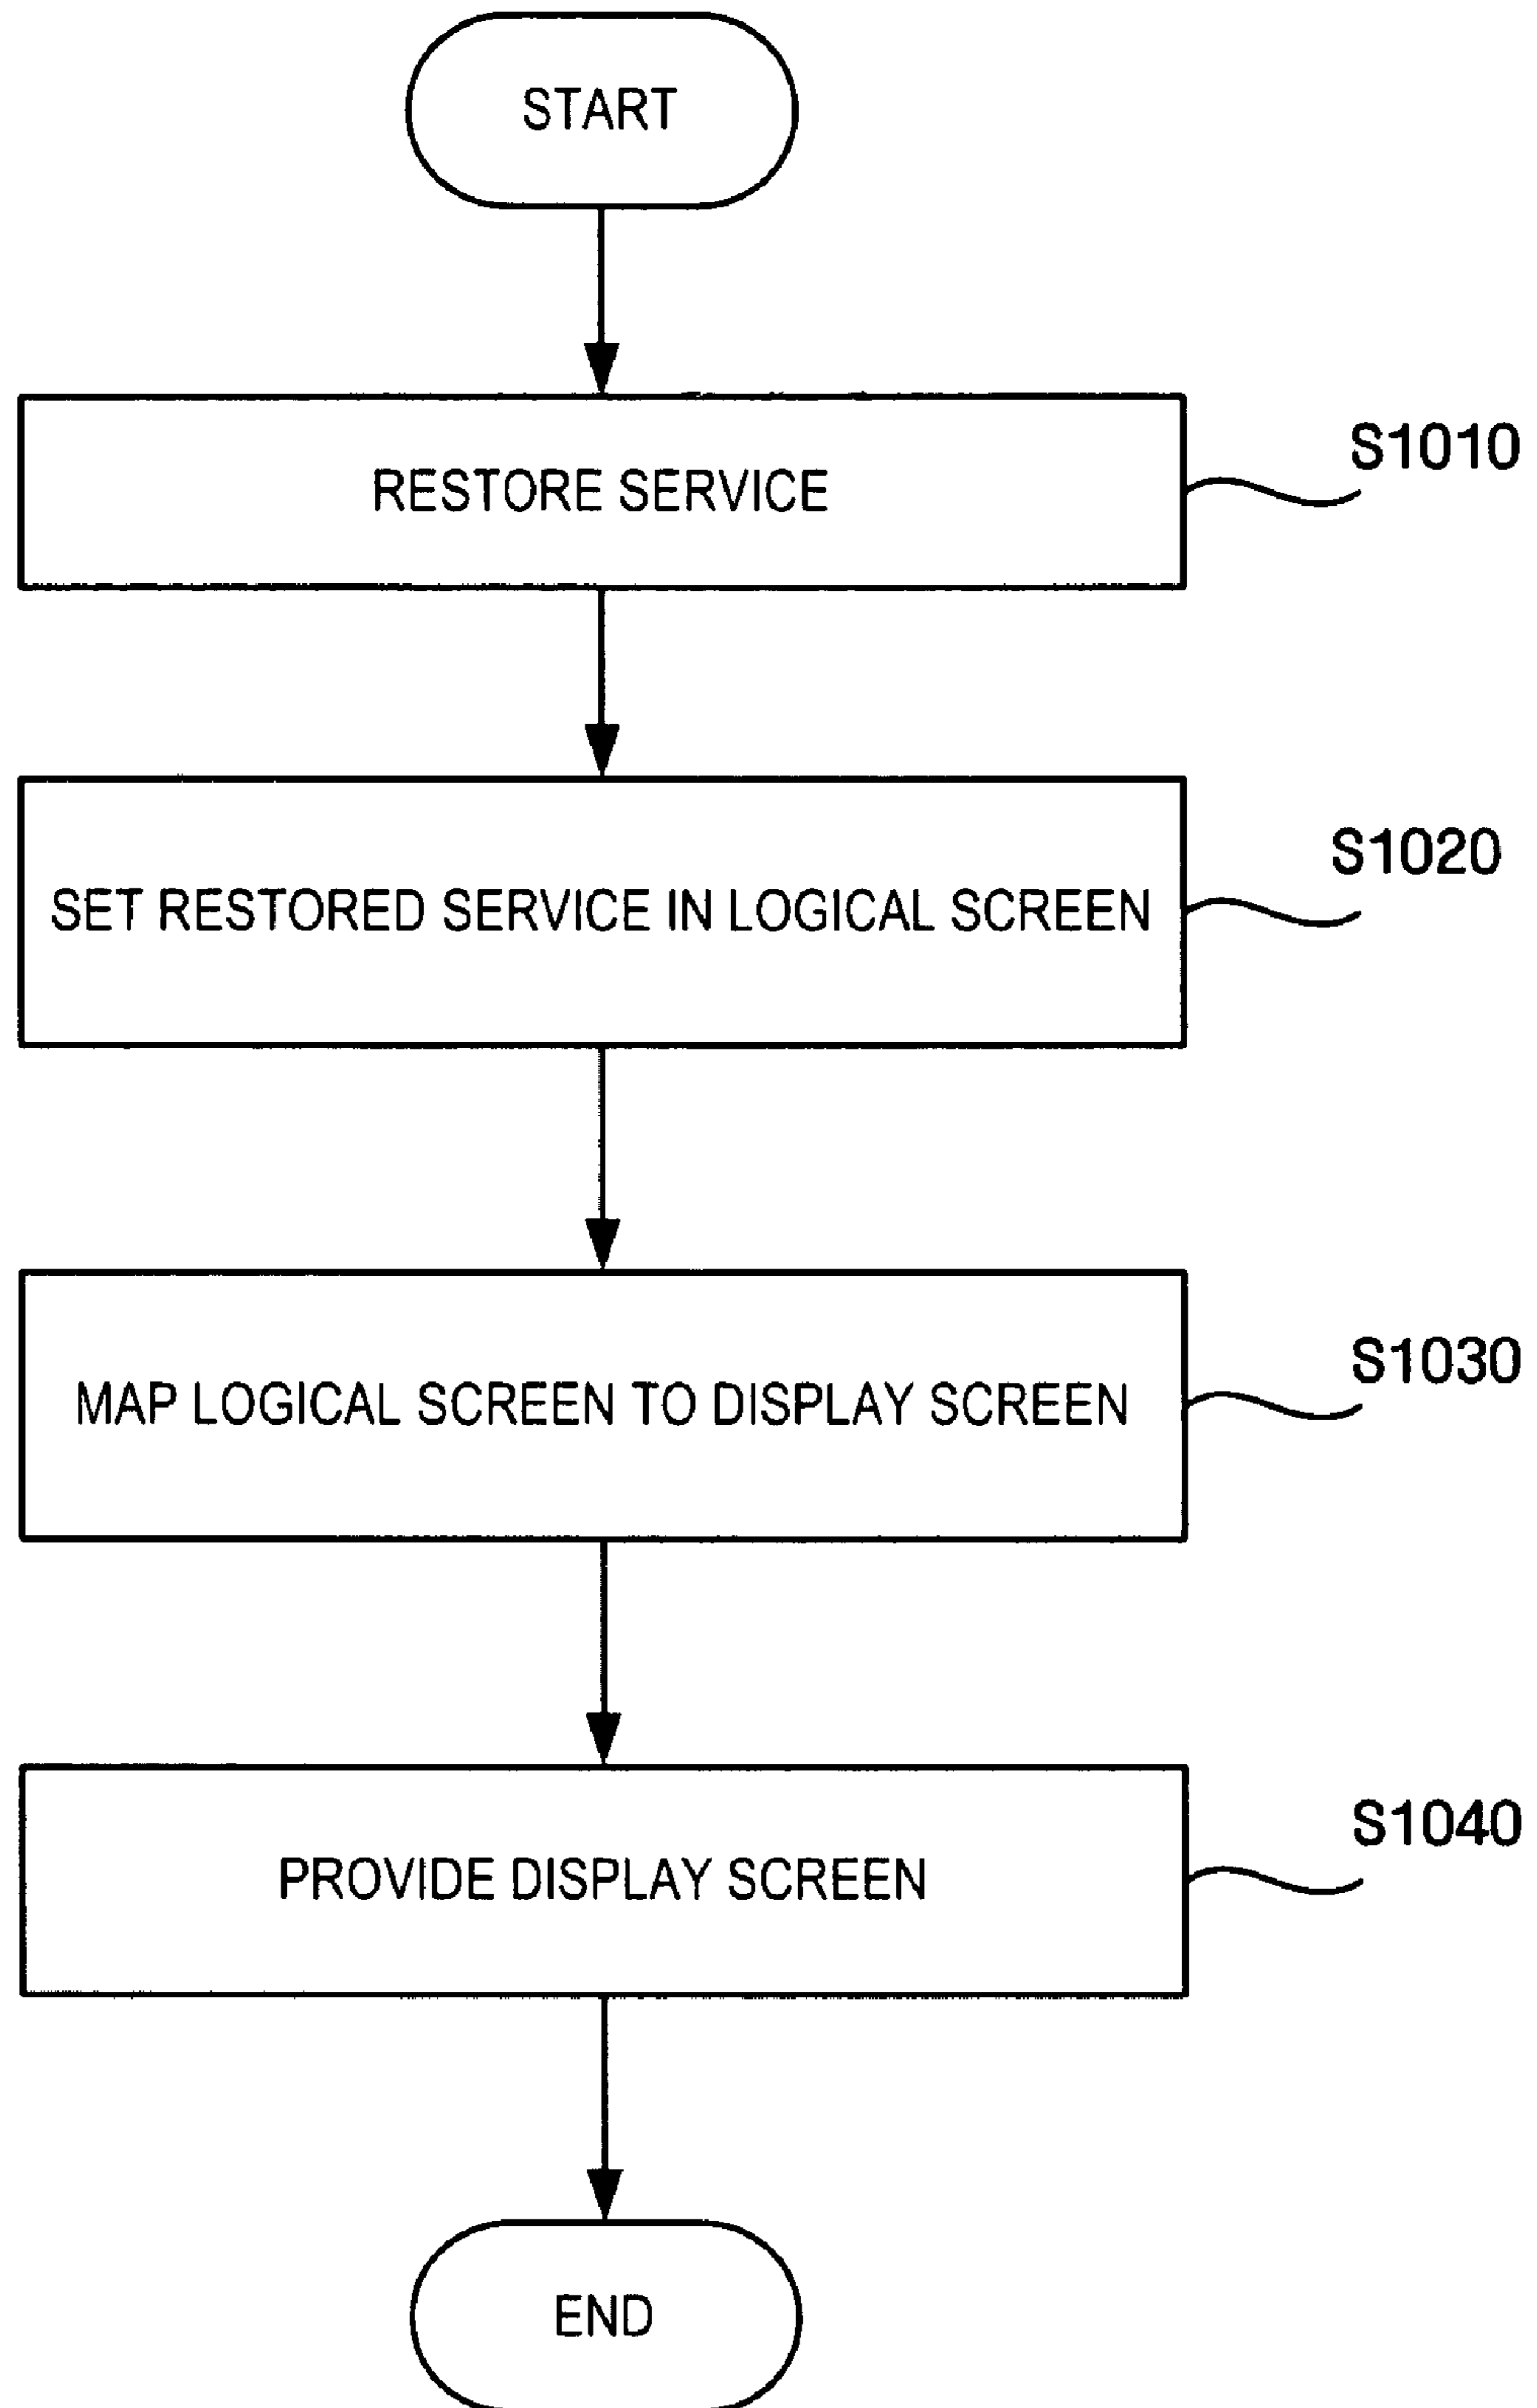 START
RESTORE SERVICE
S1010
SET RESTORED SERVICE IN LOGICAL SCREEN
S1020
MAP LOGICAL SCREEN TO DISPLAY SCREEN
S1030
PROVIDE DISPLAY SCREEN
S1040
END